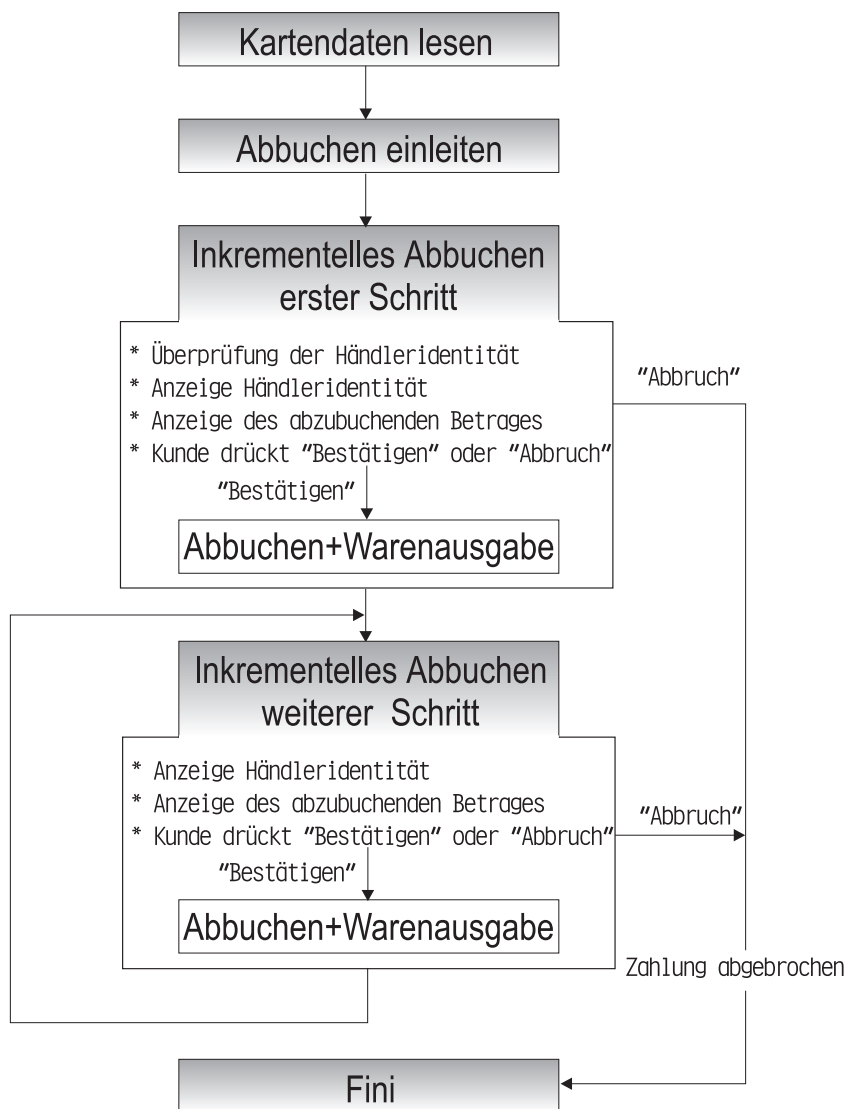 Kartendaten lesen
Abbuchen einleiten
Inkrementelles Abbuchen
erster Schritt
* Überprüfung der Händleridentität
* Anzeige Händleridentität
* Anzeige des abzubuchenden Betrages
* Kunde drückt "Bestätigen" oder "Abbruch"
"Abbruch"
"Bestätigen"
Abbuchen+Warenausgabe
Inkrementelles Abbuchen
weiterer Schritt
* Anzeige Händleridentität
* Anzeige des abzubuchenden Betrages
* Kunde drückt "Bestätigen" oder "Abbruch"
"Abbruch"
"Bestätigen"
Abbuchen+Warenausgabe
Zahlung abgebrochen
Fini